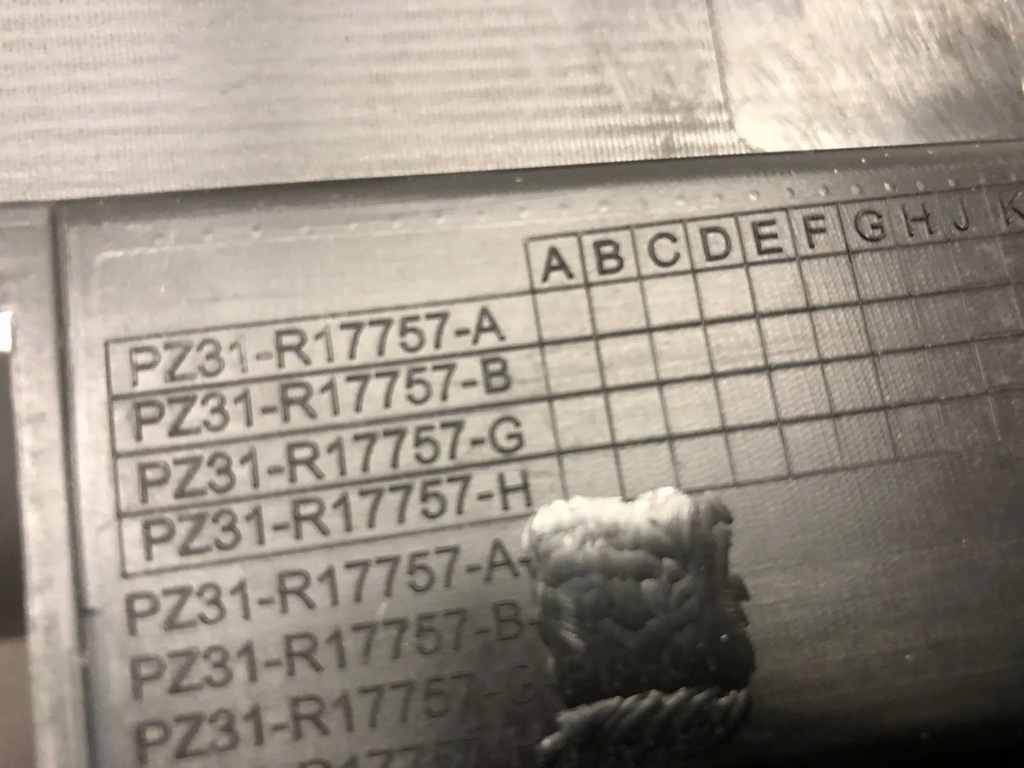 A B C D E F G H J K
PZ31-R17757-A
PZ31-R17757-B
PZ31-R17757-G
PZ31-R17757-H
PZ31-R17757-A-
PZ31-R17757-B-
PZ31-R17757-G